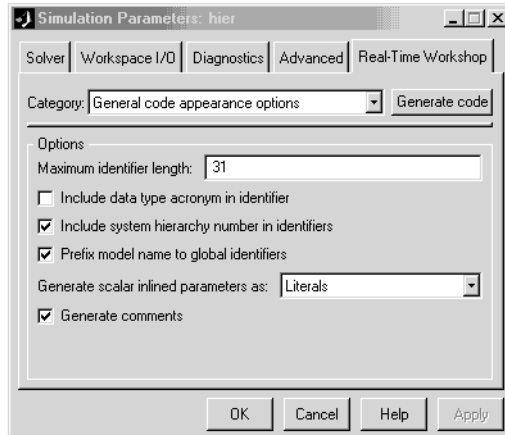 Simulation Parameters: hier
Solver Workspace I/O Diagnostics Advanced Real-Time Workshop
Category: General code appearance options Generate code
Options
Maximum identifier length: 31
Include data type acronym in identifier
Include system hierarchy number in identifiers
Prefix model name to global identifiers
Generate scalar inlined parameters as: Literals
Generate comments
OK Cancel Help Apply